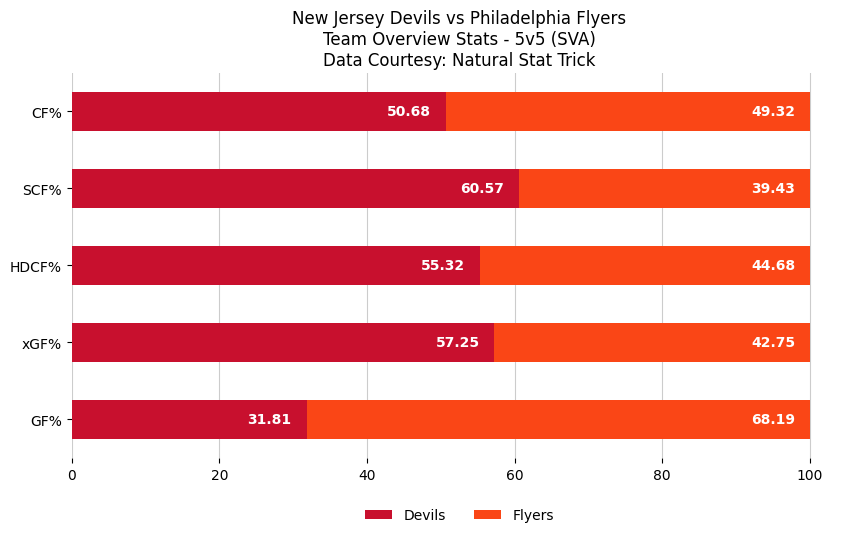 New Jersey Devils vs Philadelphia Flyers
Team Overview Stats - 5v5 (SVA)
Data Courtesy: Natural Stat Trick
CF% 50.68 49.32
SCF% 60.57 39.43
HDCF% 55.32 44.68
xGF% 57.25 42.75
GF% 31.81 68.19
0 20 40 60 80 100
Devils Flyers